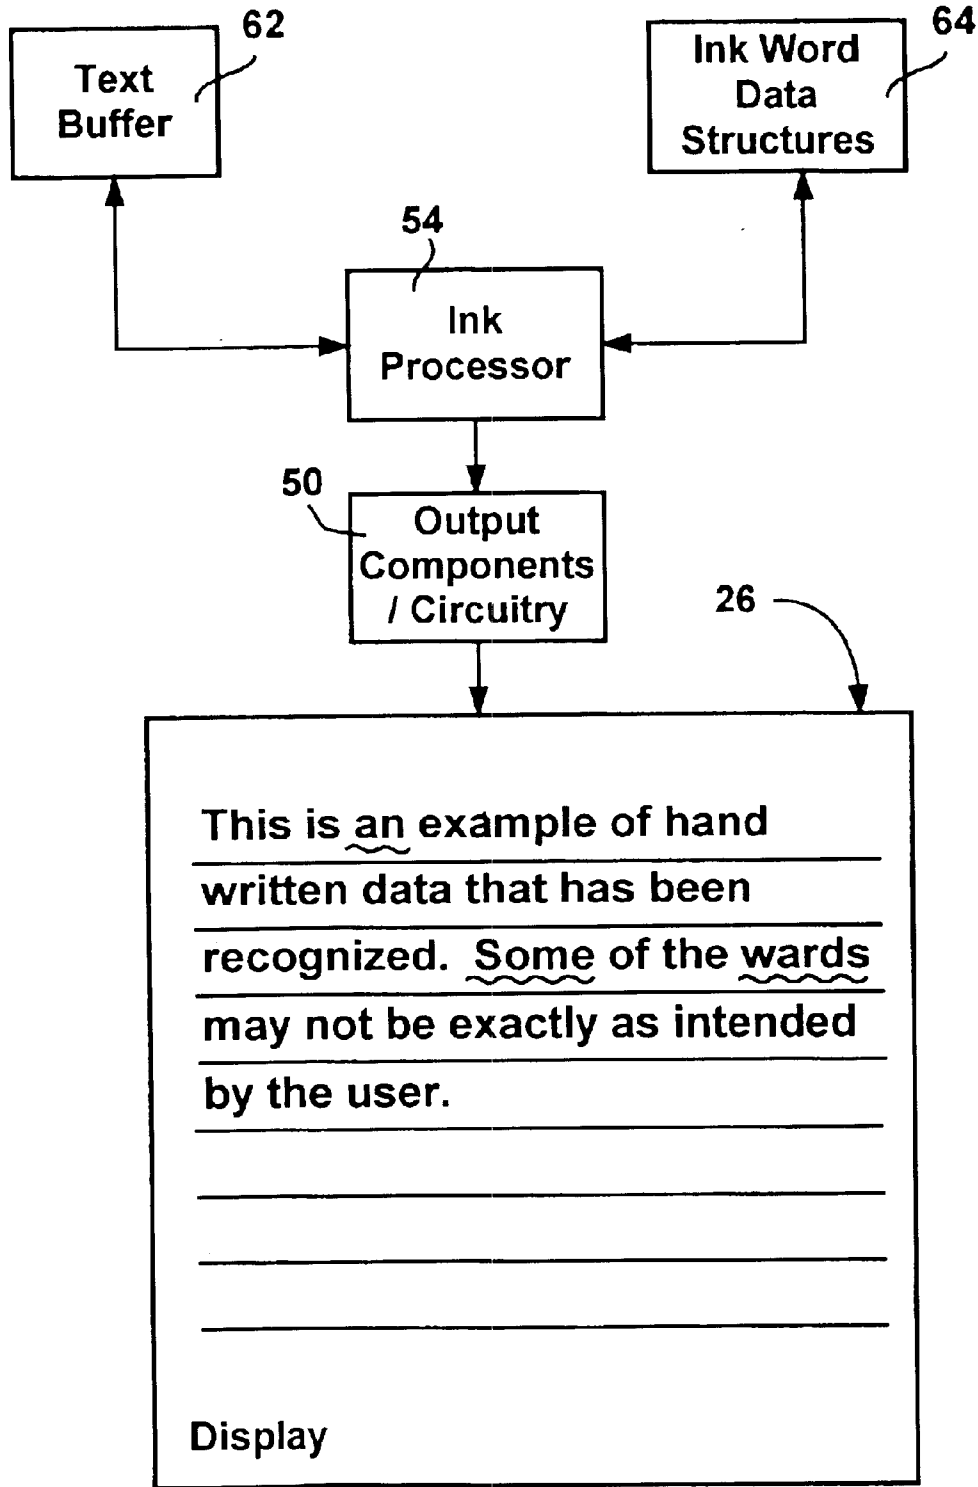 62
64
Text
Buffer
Ink Word
Data
Structures
54
Ink
Processor
50
Output
Components
/ Circuitry
26
This is an example of hand
written data that has been
recognized. Some of the wards
may not be exactly as intended
by the user.
Display